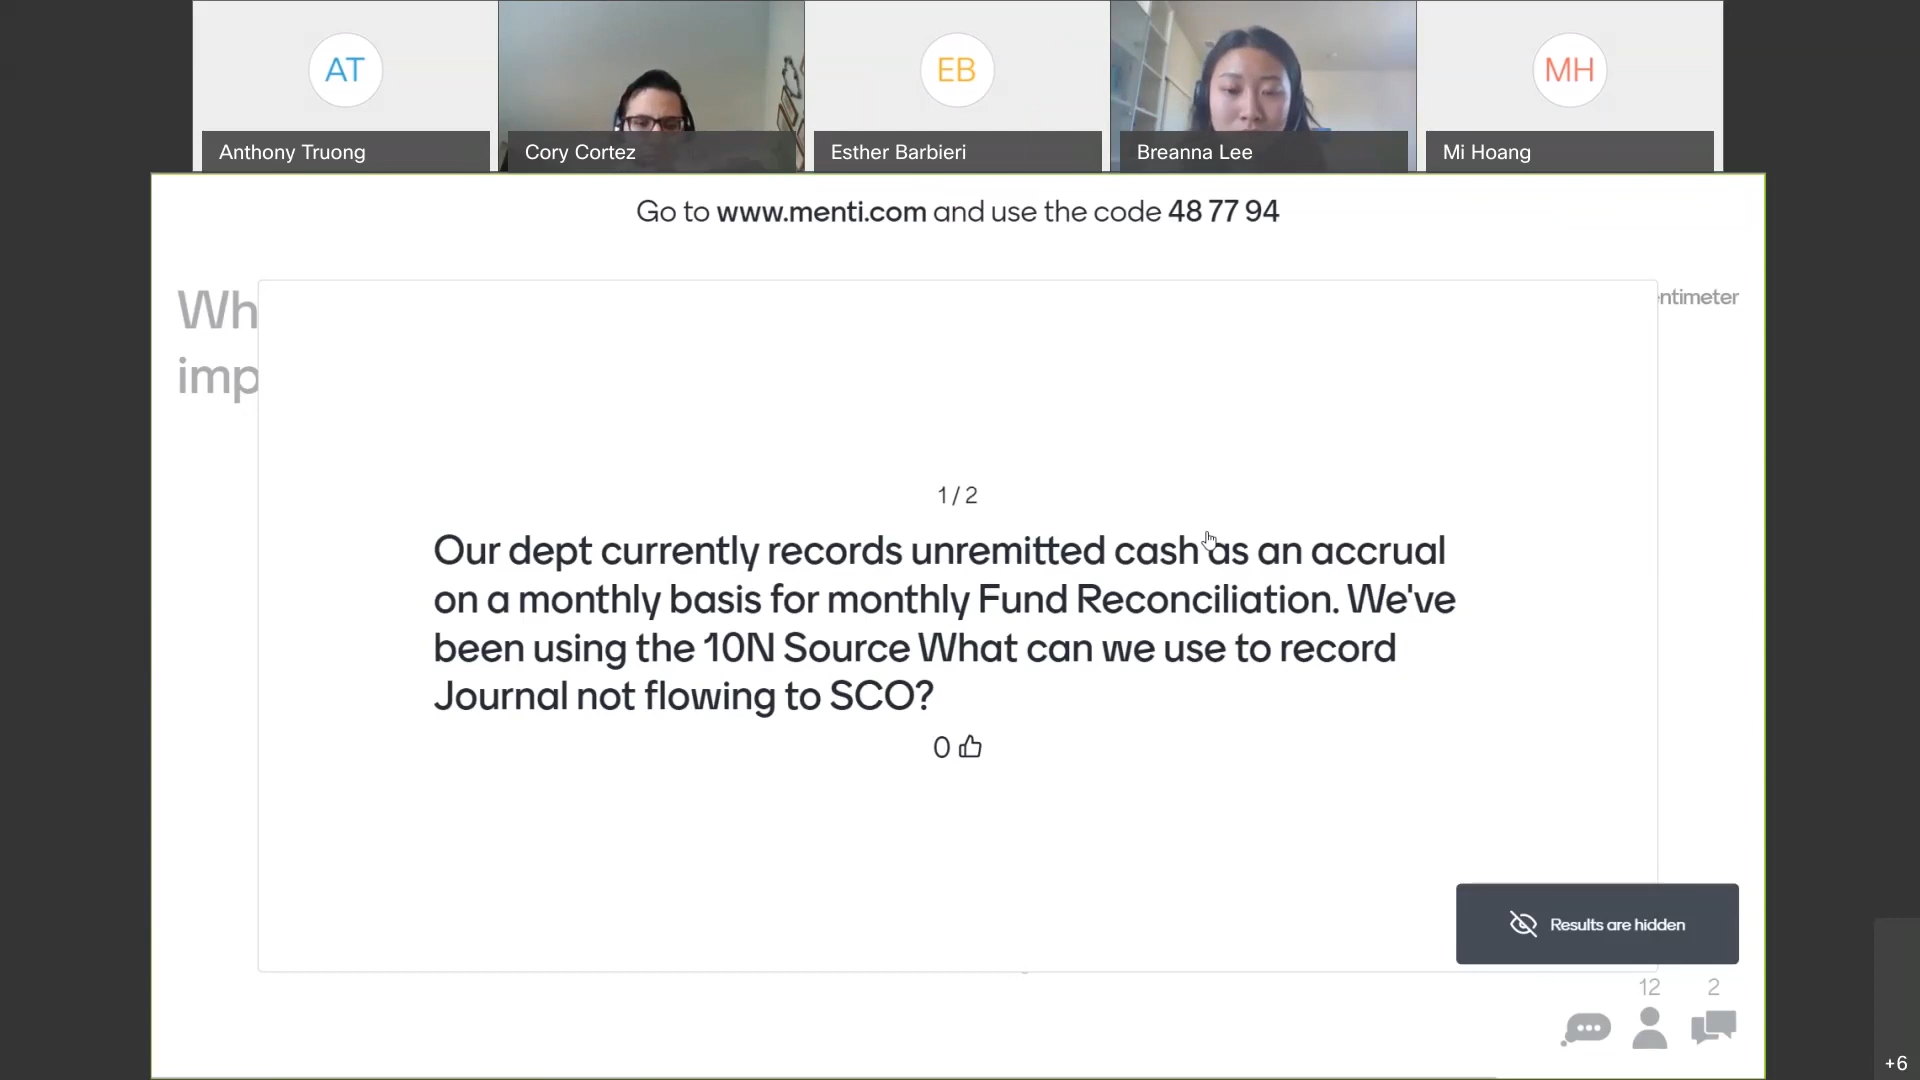 AT
EB
MH
Anthony Truong
Cory Cortez
Esther Barbieri
Breanna Lee
Mi Hoang
Go to www.menti.com and use the code 48 77 94
Wh
imp
ntimeter
1 / 2
Our dept currently records unremitted cash as an accrual
on a monthly basis for monthly Fund Reconciliation. We've
been using the 10N Source What can we use to record
Journal not flowing to SCO?
0
Results are hidden
12
2
+6